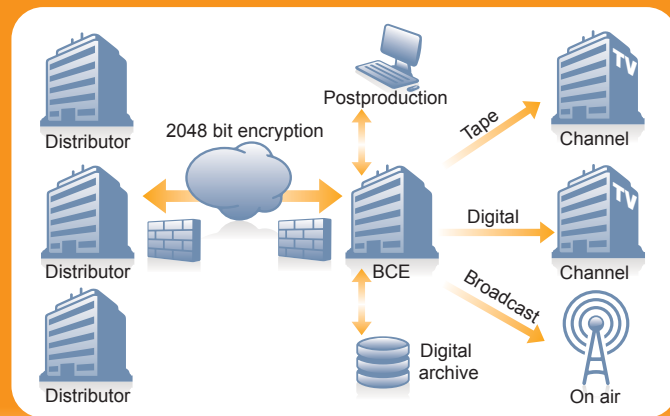 Postproduction
Distributor
2048 bit encryption
Tape
TV
Channel
Distributor
BCE
Digital
TV
Channel
Distributor
Digital
archive
Broadcast
On air